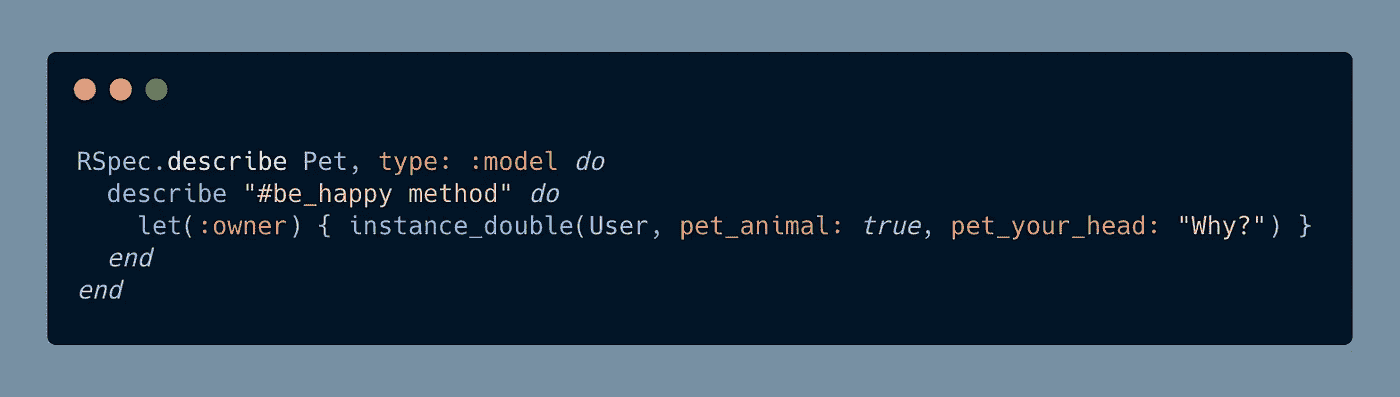 RSpec.describe Pet, type: :model do
  describe "#be_happy method" do
    let(:owner) { instance_double(User, pet_animal: true, pet_your_head: "Why?") }
  end
end